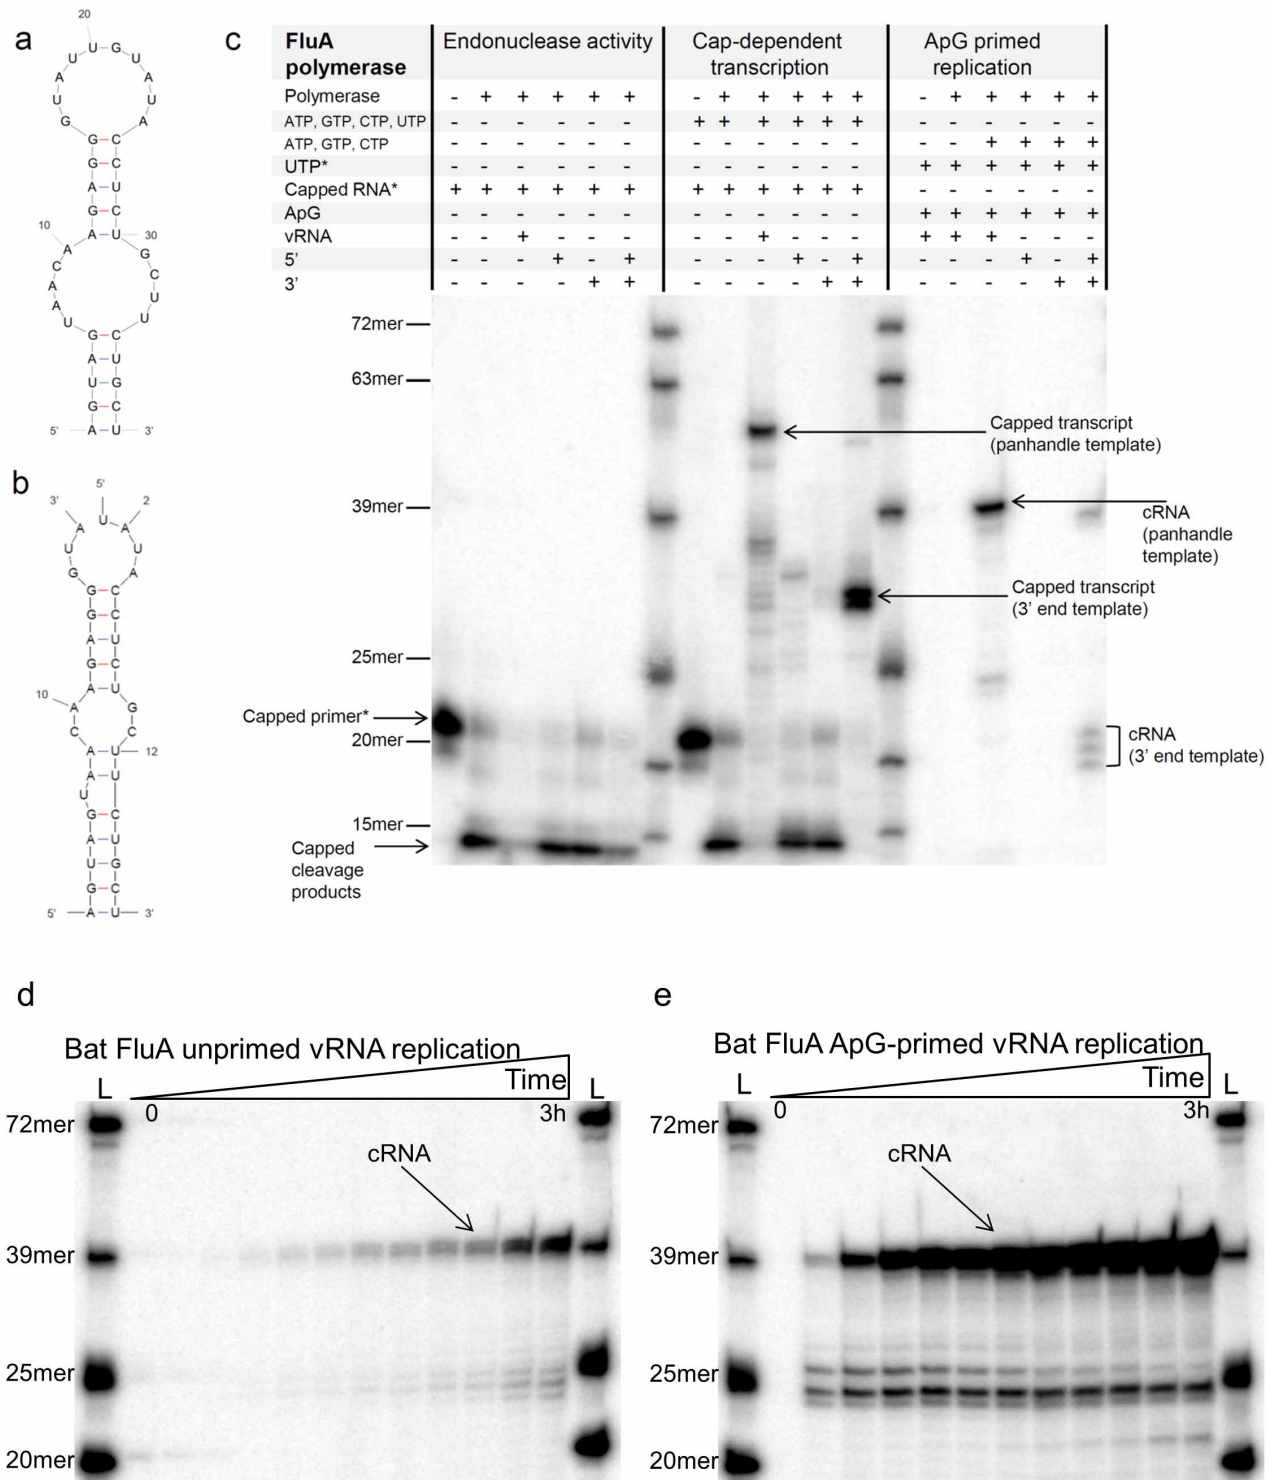 a
20
10
30
5'
3'
b
3'
5'
2
10
12
5'
3'
c
FluA polymerase
Endonuclease activity
Cap-dependent transcription
ApG primed replication
Polymerase - + + + + + - + + + + + - + + + + +
ATP, GTP, CTP, UTP - - - - - - + + + + + + - - - - - -
ATP, GTP, CTP - - - - - - - - - - - - - - + + + +
UTP* - - - - - - - - - - - - + + + + + +
Capped RNA* + + + + + + + + + + + + - - - - - -
ApG - - - - - - - - - - - - + + + + + +
vRNA - - + - - - - - + - - - + + + - - -
5' - - - + - + - - - + - + - - - + - +
3' - - - - + + - - - - + + - - - - + +
72mer
63mer
39mer
25mer
Capped primer*
20mer
15mer
Capped
cleavage
products
Capped transcript
(panhandle template)
cRNA
(panhandle
template)
Capped transcript
(3' end template)
cRNA
(3' end template)
d
Bat FluA unprimed vRNA replication
L
Time
L
0
3h
72mer
cRNA
39mer
25mer
20mer
e
Bat FluA ApG-primed vRNA replication
L
Time
L
0
3h
72mer
cRNA
39mer
25mer
20mer